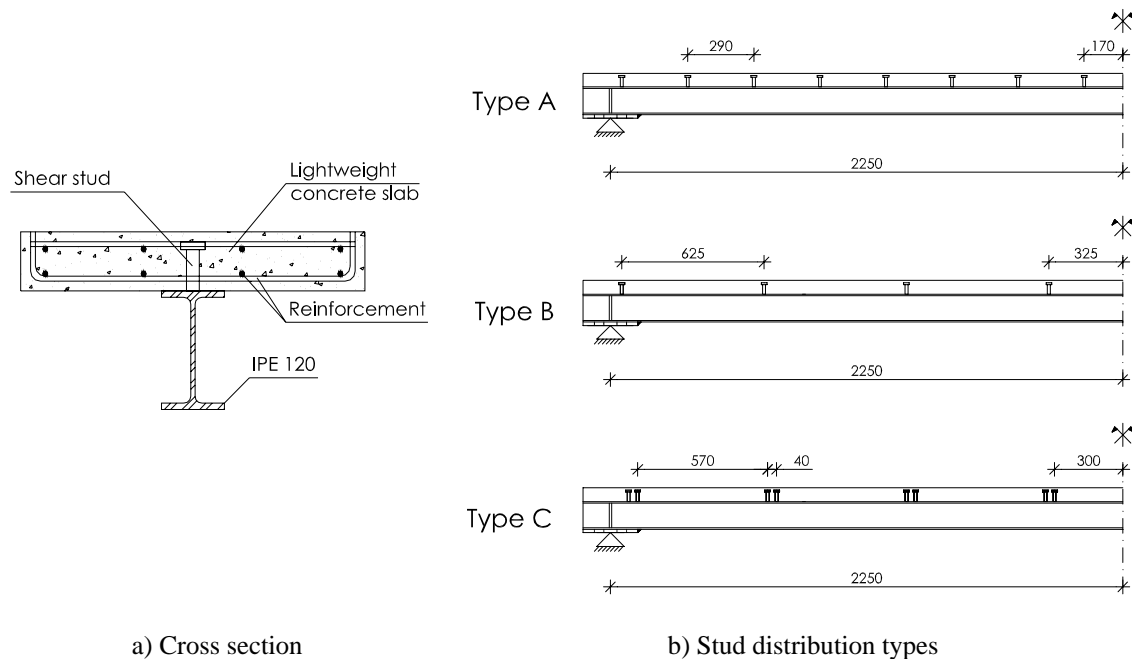 Shear stud
Lightweight
concrete slab
Reinforcement
IPE 120
a) Cross section
Type A
290
170
2250
Type B
625
325
2250
Type C
570
40
300
2250
b) Stud distribution types